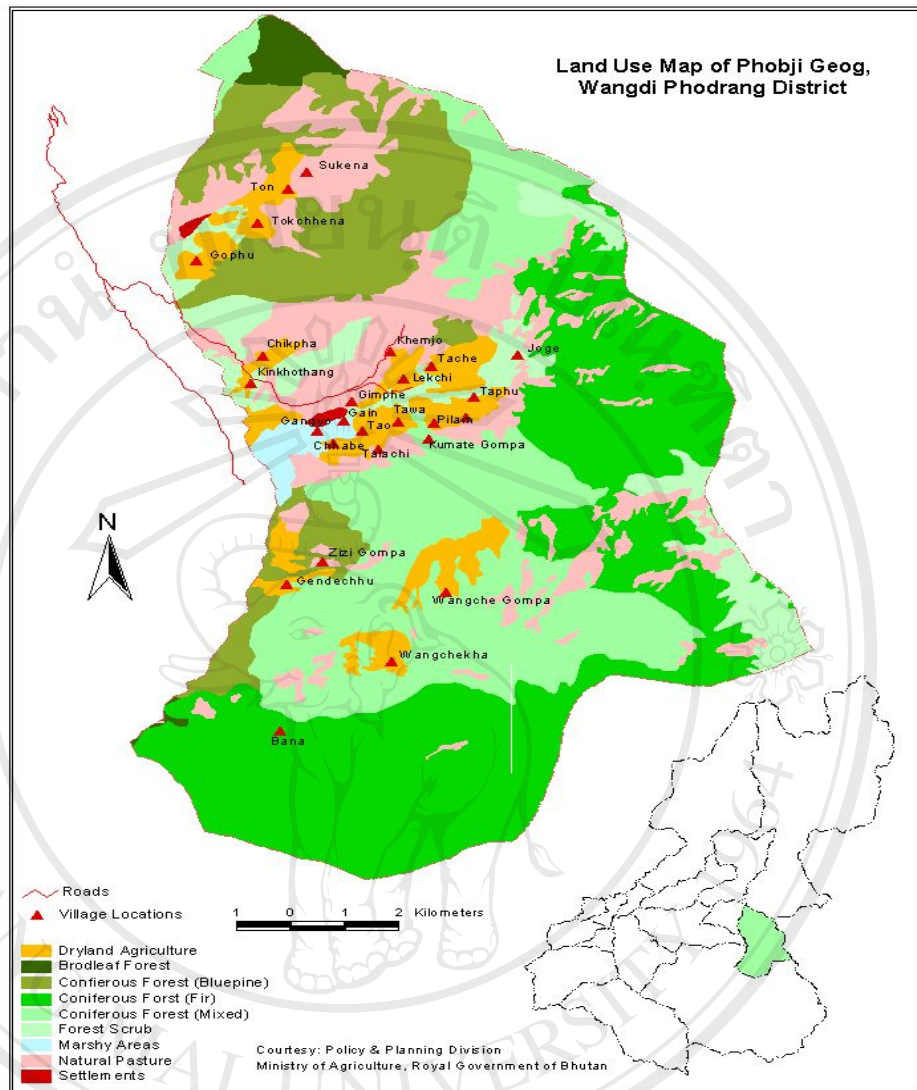 Land Use Map of Phobji Geog,
Wangdi Phodrang District
Sukena
Ton
Tokchhena
Gophu
Chikpha
Khemjo
Joge
Tache
Kinkhothang
Lekchi
Gimphe
Taphu
Gain
Tawa
Gangyo
Tao
Pilam
Chhabe
Kumate Gompa
Talachi
N
Zizi Gompa
Gendechhu
Wangche Gompa
Wangchekha
Bana
Roads
Village Locations
1 0 1 2 Kilometers
Dryland Agriculture
Brodleaf Forest
Confierous Forest (Bluepine)
Coniferous Forst (Fir)
Coniferous Forest (Mixed)
Forest Scrub
Marshy Areas
Natural Pasture
Settlements
Courtesy: Policy & Planning Division
Ministry of Agriculture, Royal Government of Bhutan
UNIVERSITY 1964